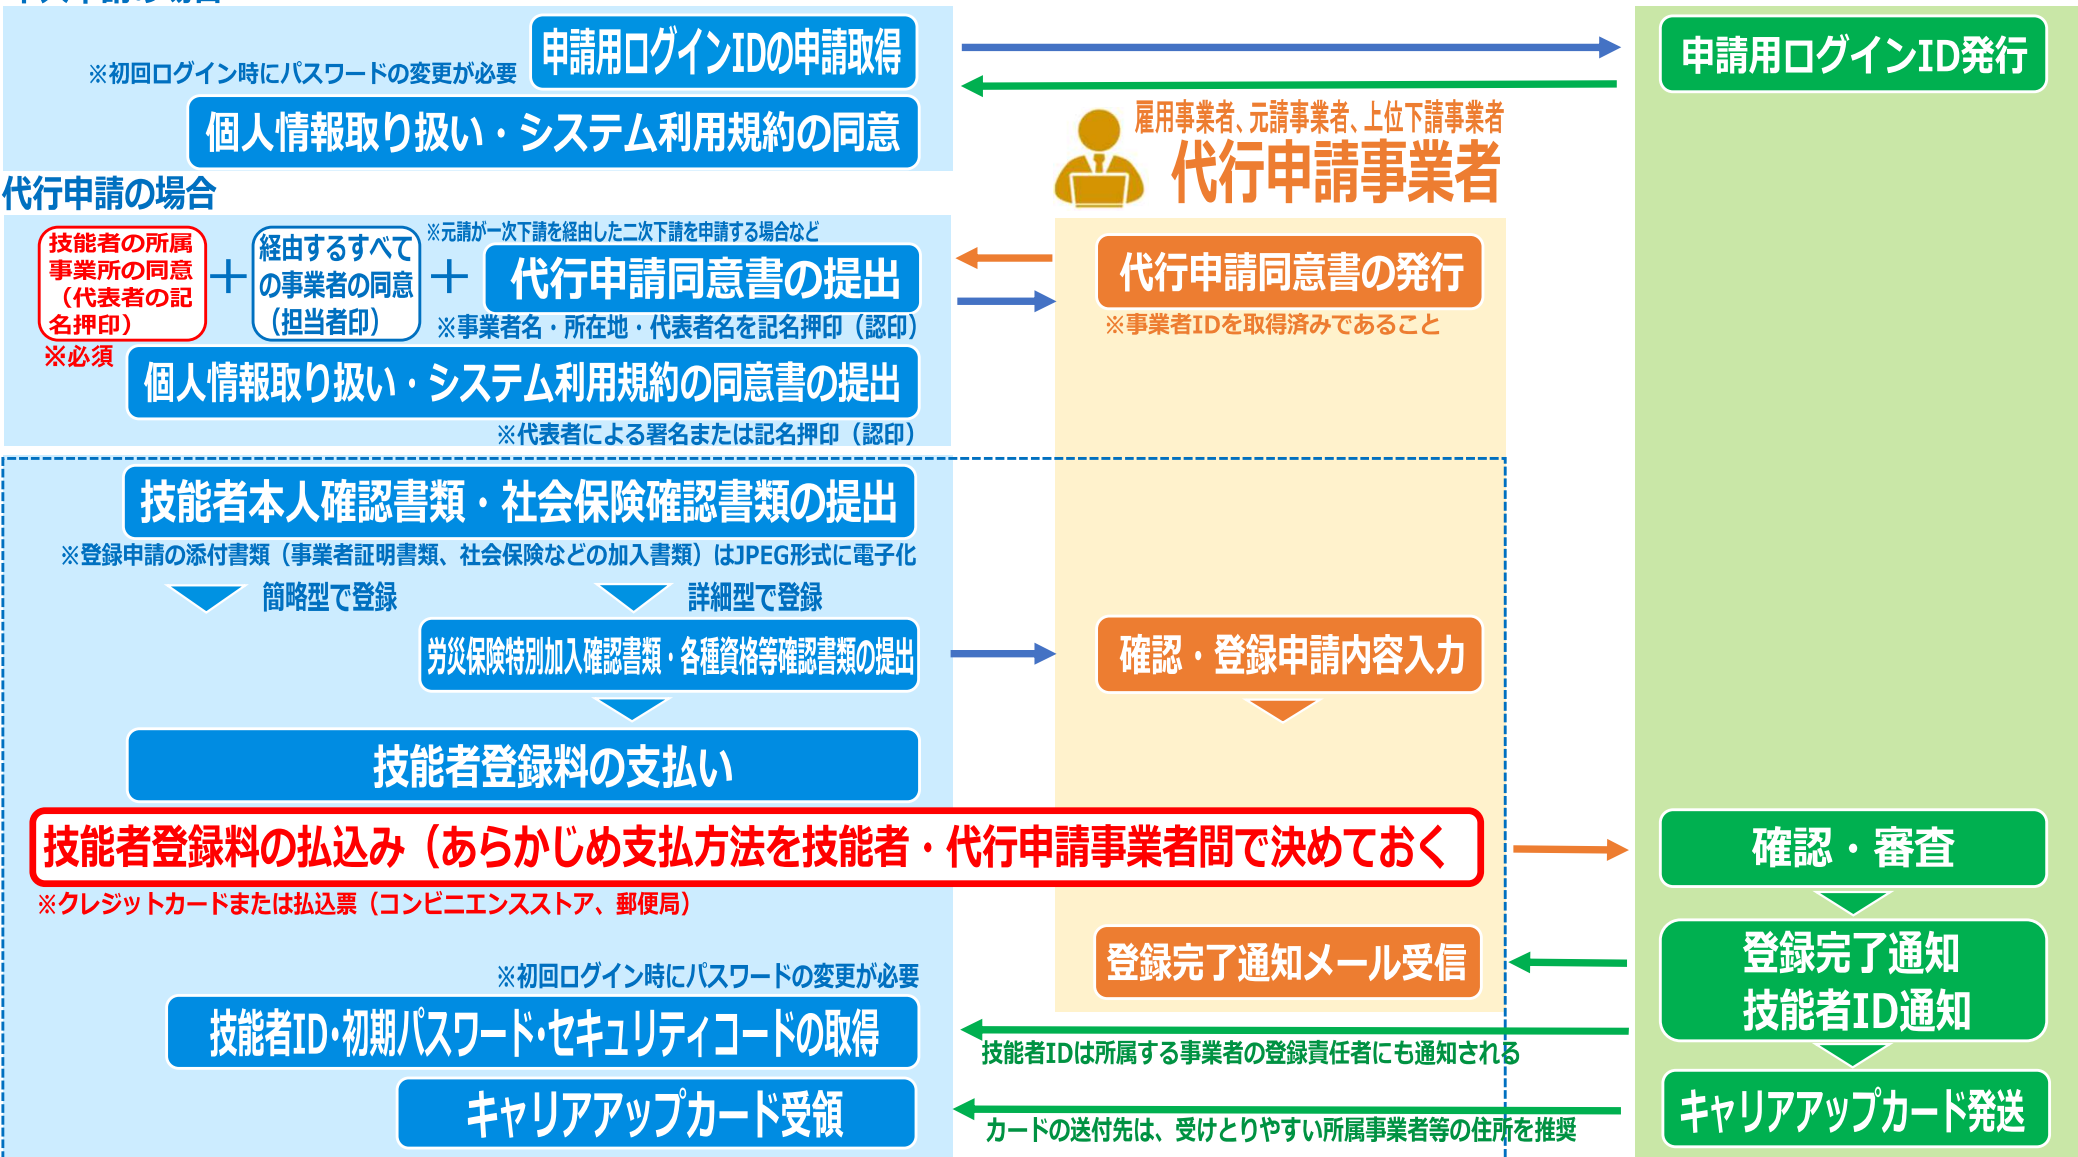 申請用ログインIDの申請取得
申請用ログインID発行
※初回ログイン時にパスワードの変更が必要
個人情報取り扱い・システム利用規約の同意
雇用事業者、元請事業者、上位下請事業者
代行申請事業者
代行申請の場合
技能者の所属
事業所の同意
（代表者の記
名押印）
※必須
＋
経由するすべて
の事業者の同意
（担当者印）
＋
※元請が一次下請を経由した二次下請を申請する場合など
代行申請同意書の提出
※事業者名・所在地・代表者名を記名押印（認印）
代行申請同意書の発行
※事業者IDを取得済みであること
個人情報取り扱い・システム利用規約の同意書の提出
※代表者による署名または記名押印（認印）
技能者本人確認書類・社会保険確認書類の提出
※登録申請の添付書類（事業者証明書類、社会保険などの加入書類）はJPEG形式に電子化
簡略型で登録
詳細型で登録
労災保険特別加入確認書類・各種資格等確認書類の提出
確認・登録申請内容入力
技能者登録料の支払い
技能者登録料の払込み（あらかじめ支払方法を技能者・代行申請事業者間で決めておく
※クレジットカードまたは払込票（コンビニエンスストア、郵便局）
確認・審査
登録完了通知メール受信
登録完了通知
技能者ID通知
※初回ログイン時にパスワードの変更が必要
技能者ID・初期パスワード・セキュリティコードの取得
技能者IDは所属する事業者の登録責任者にも通知される
キャリアアップカード受領
キャリアアップカード発送
カードの送付先は、受けとりやすい所属事業者等の住所を推奨